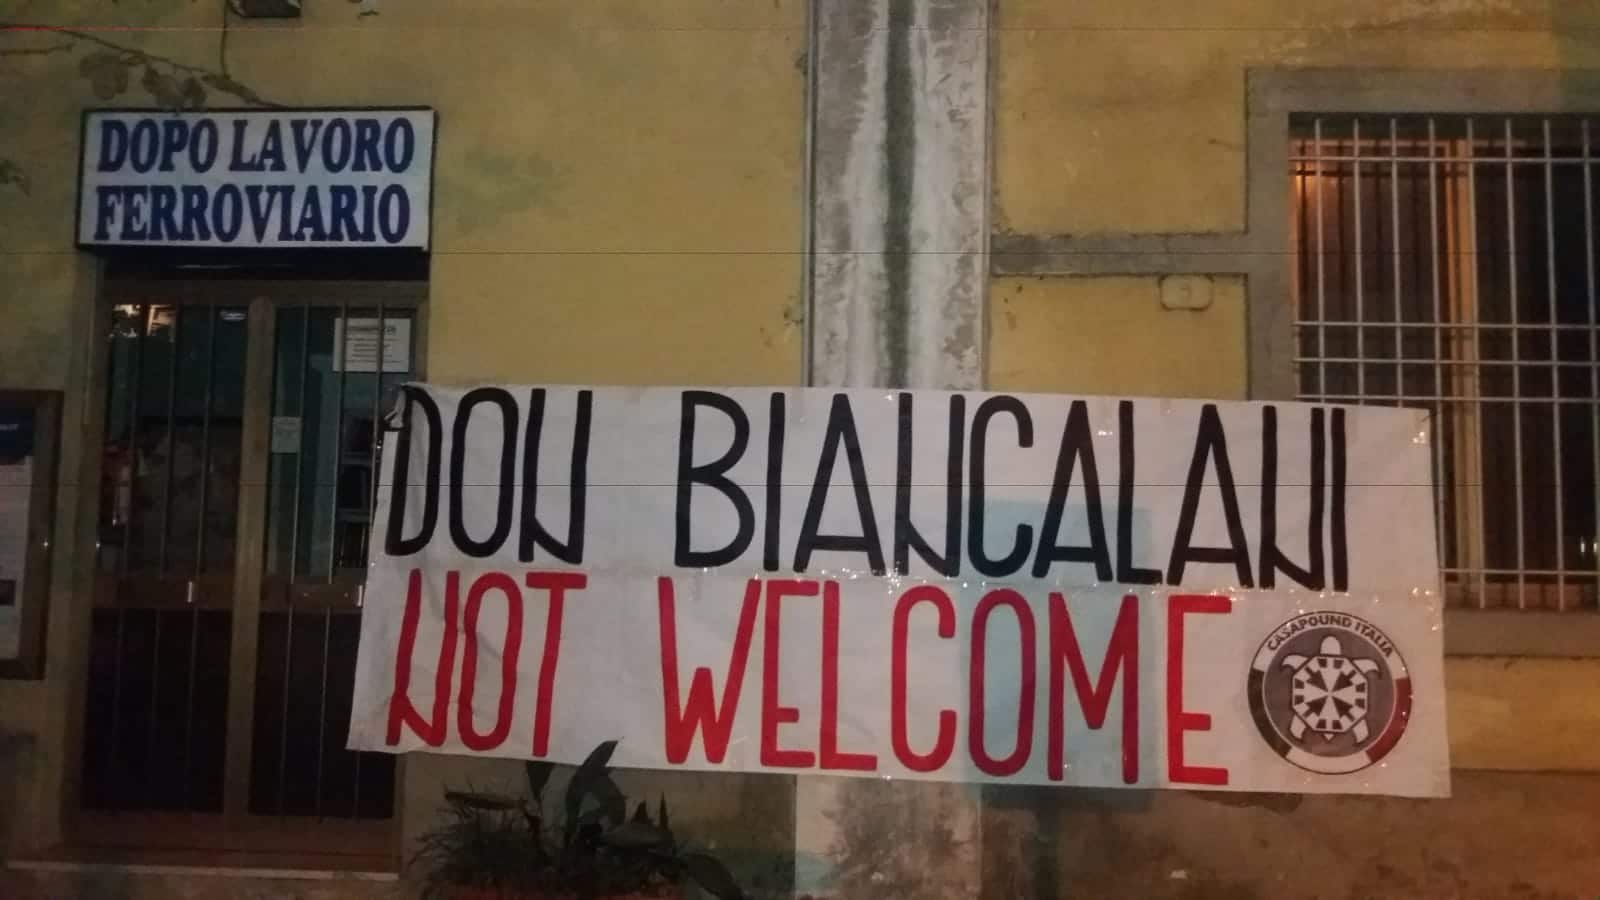 DOPO LAVORO
FERROVIARIO
DON BIANCALANI
NOT WELCOME
CASAPOUND ITALIA